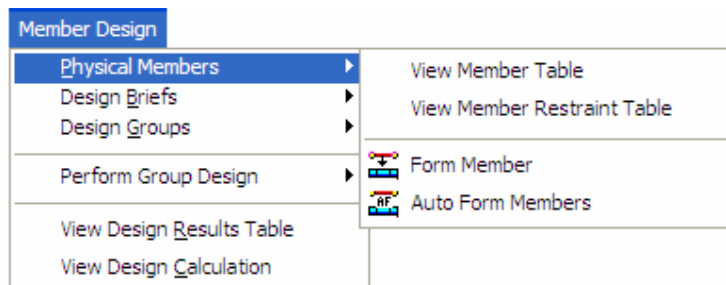 Member Design
Physical Members
Design Briefs
Design Groups
Perform Group Design
View Design Results Table
View Design Calculation
View Member Table
View Member Restraint Table
Form Member
AF Auto Form Members